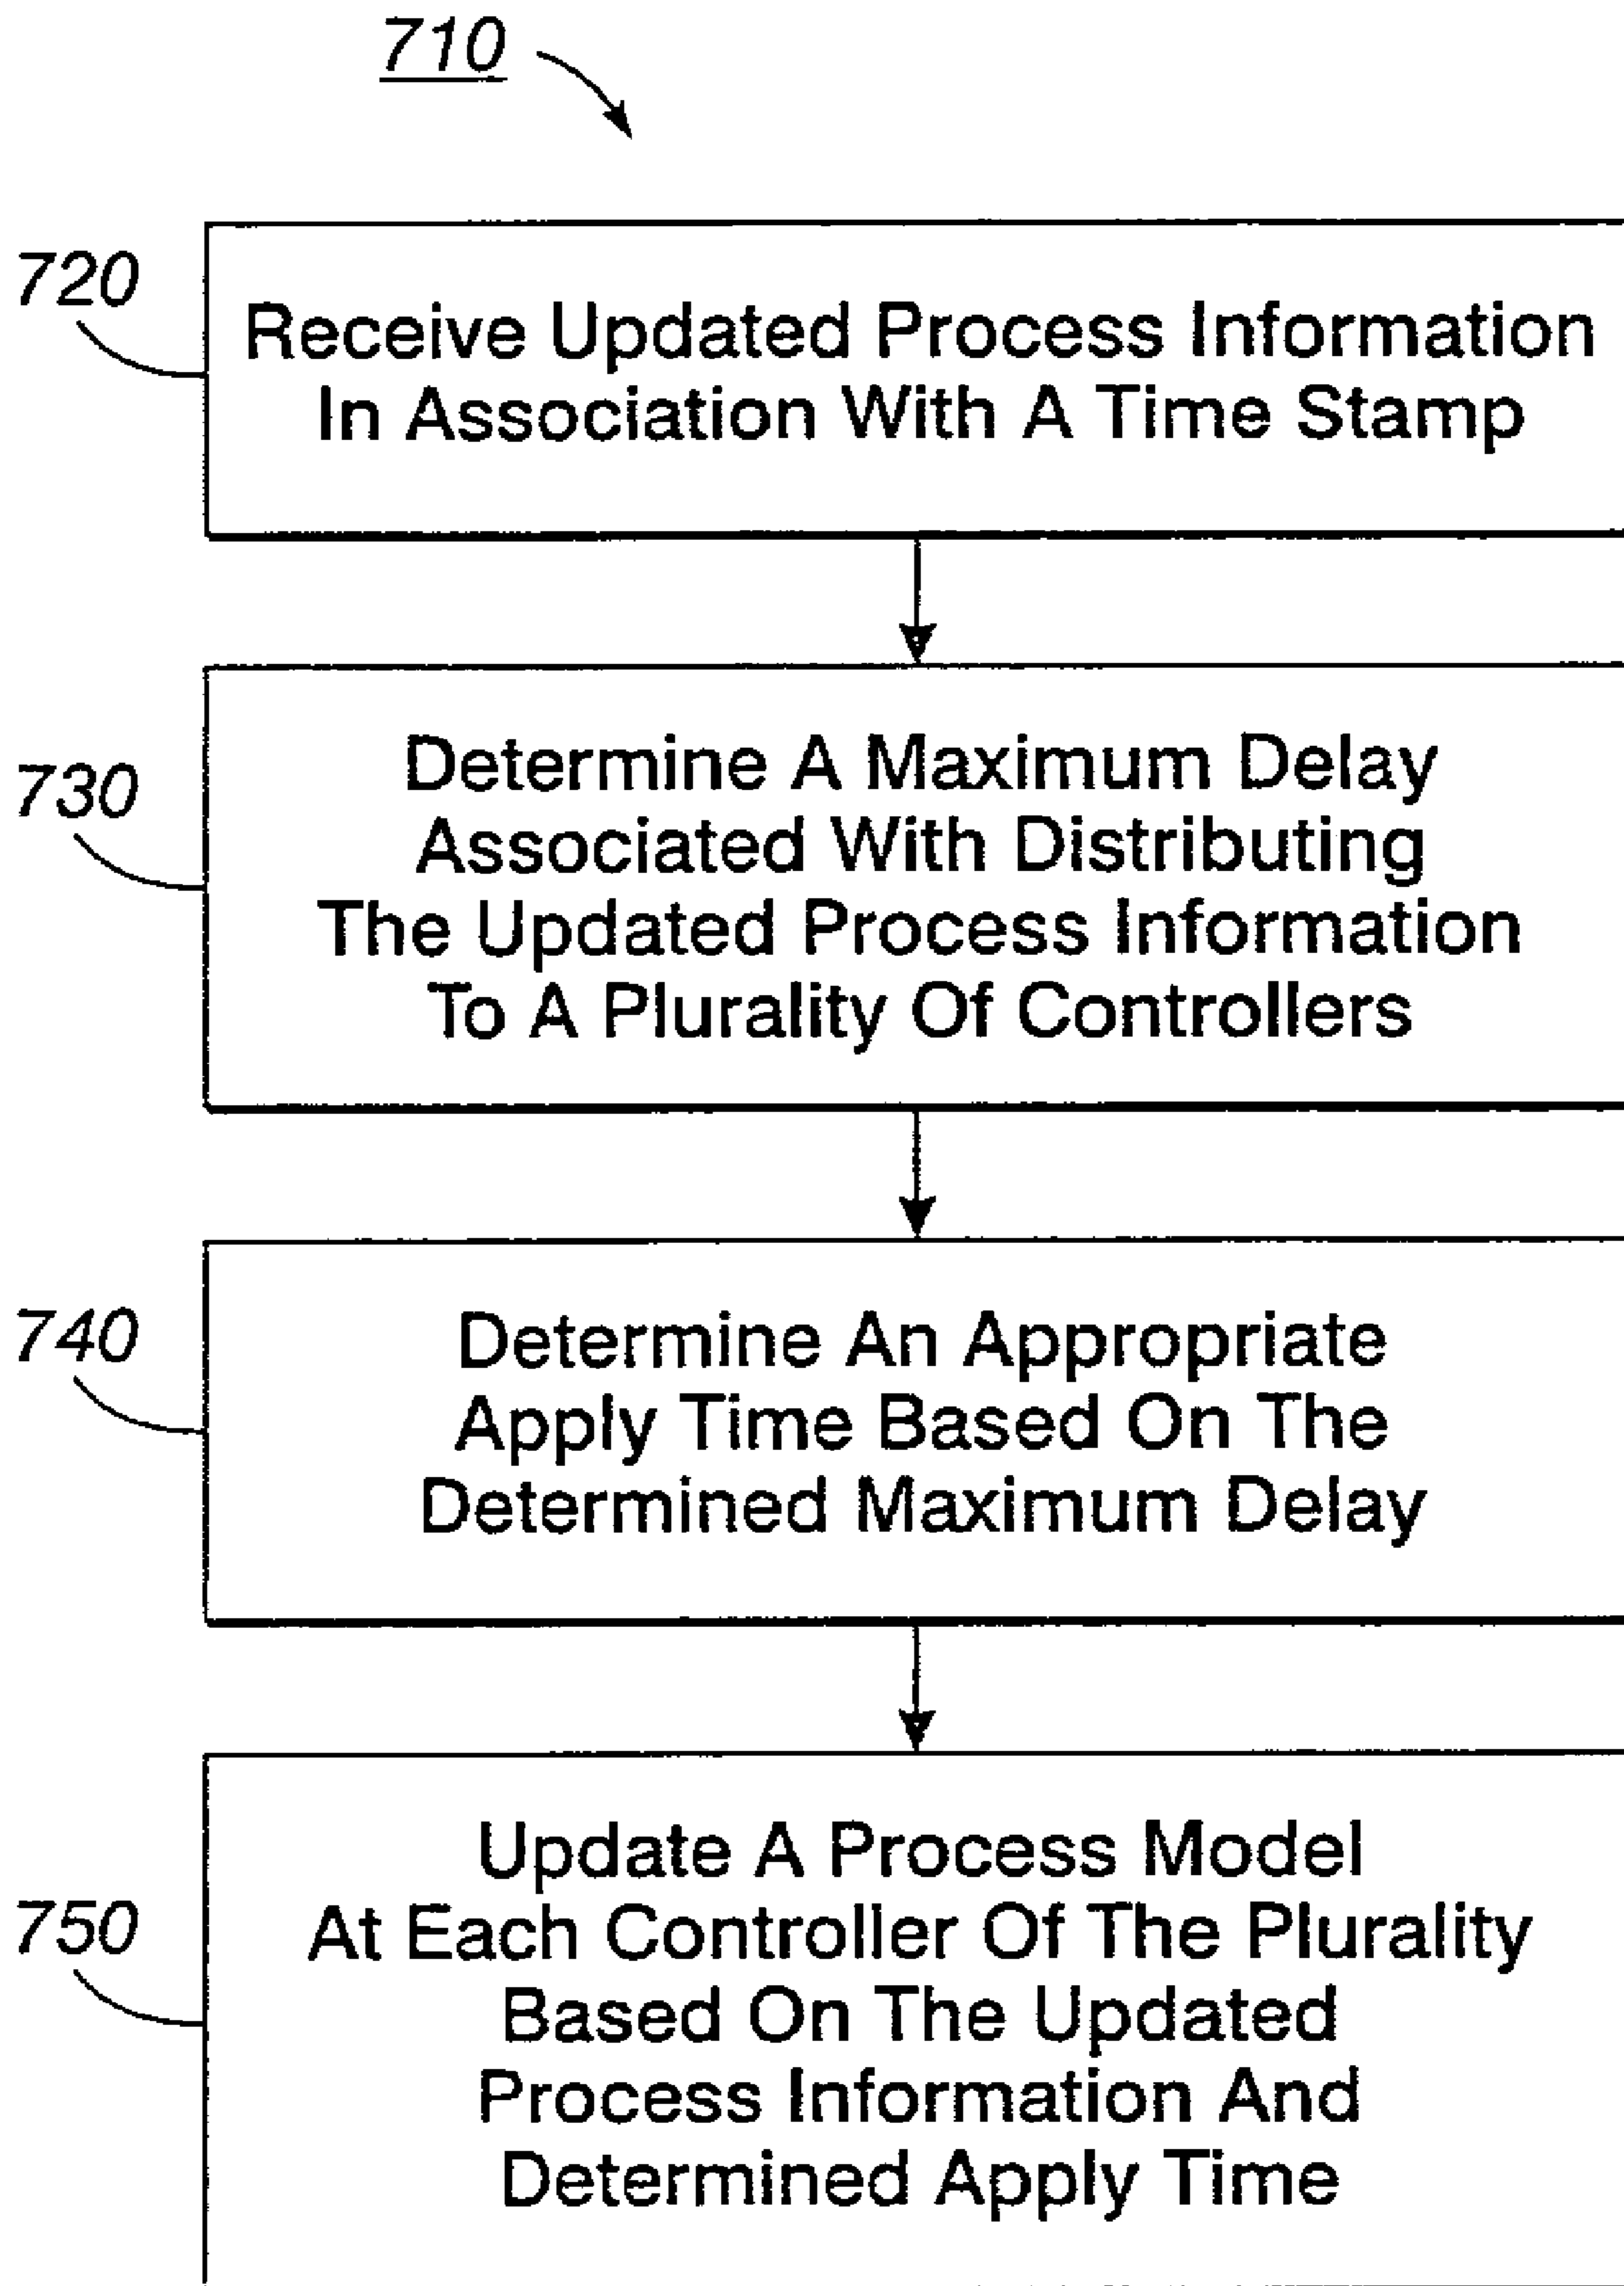 710
720
Receive Updated Process Information
In Association With A Time Stamp
730
Determine A Maximum Delay
Associated With Distributing
The Updated Process Information
To A Plurality Of Controllers
740
Determine An Appropriate
Apply Time Based On The
Determined Maximum Delay
750
Update A Process Model
At Each Controller Of The Plurality
Based On The Updated
Process Information And
Determined Apply Time